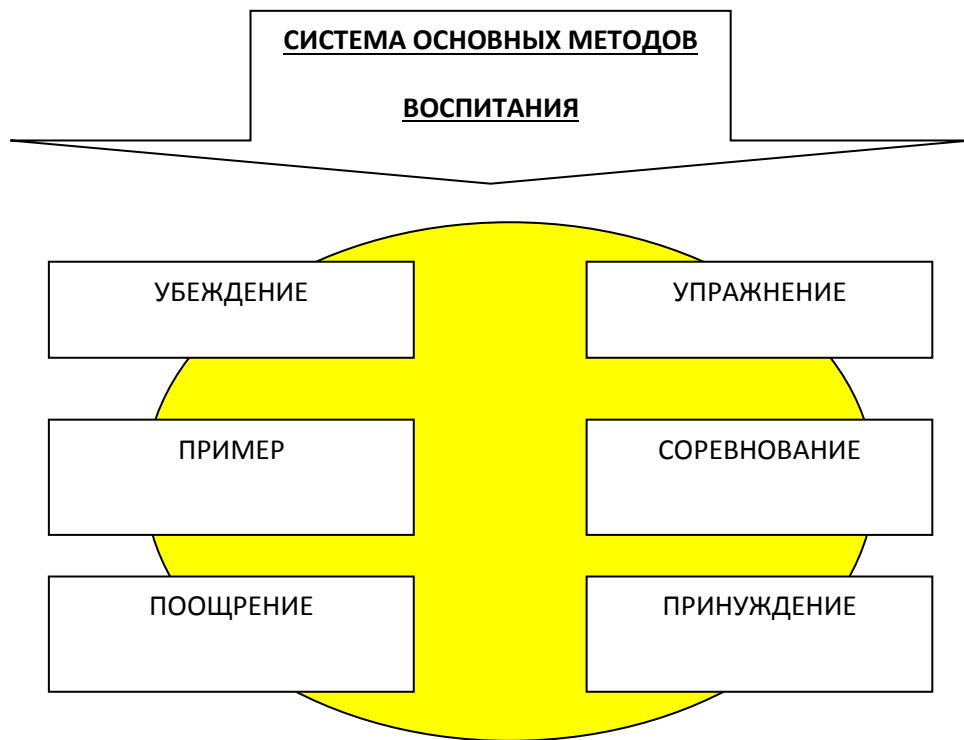 СИСТЕМА ОСНОВНЫХ МЕТОДОВ
ВОСПИТАНИЯ
УБЕЖДЕНИЕ
УПРАЖНЕНИЕ
ПРИМЕР
СОРЕВНОВАНИЕ
ПООЩРЕНИЕ
ПРИНУЖДЕНИЕ